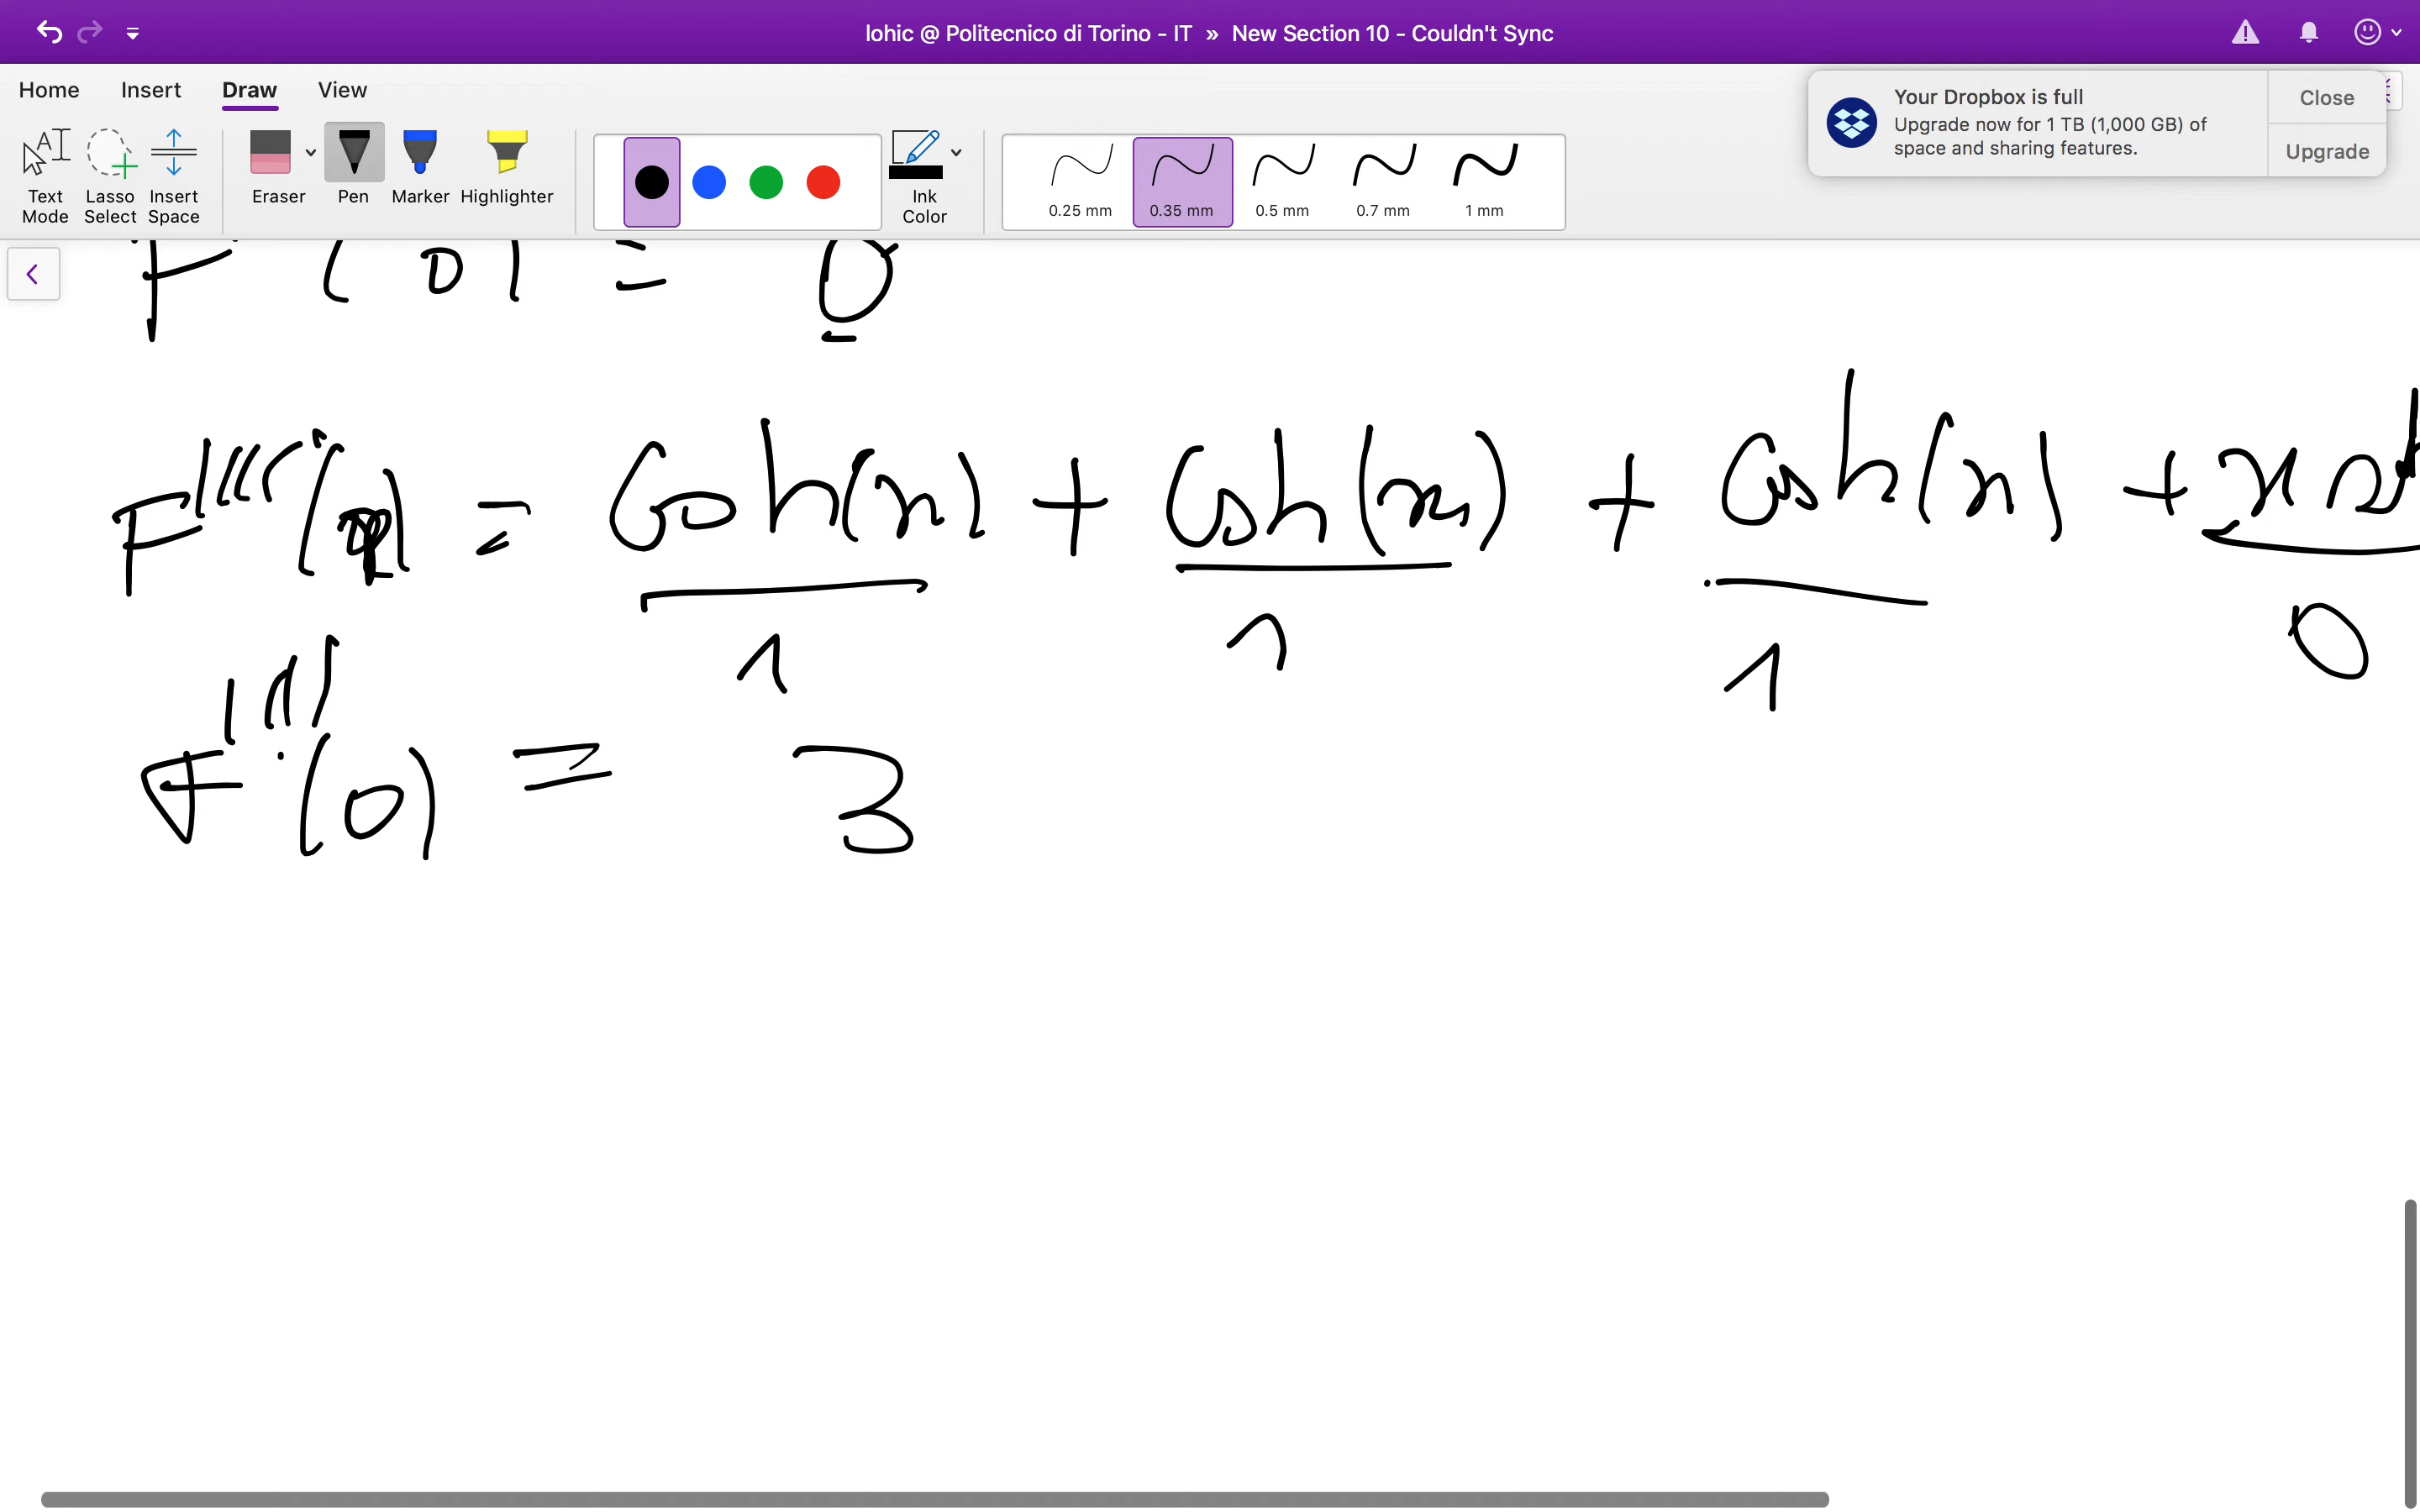 lohic @ Politecnico di Torino - IT » New Section 10 - Couldn't Sync
Home Insert Draw View
Text Mode
Lasso Select
Insert Space
Eraser
Pen
Marker
Highlighter
Ink Color
0.25 mm 0.35 mm 0.5 mm 0.7 mm 1 mm
Your Dropbox is full
Upgrade now for 1 TB (1,000 GB) of
space and sharing features.
Close
Upgrade
F (0) = 0
F'''(x) = Cosh(x) + Cosh(x) + Cosh(x) + x s
1 1 1 0
F'''(0) = 3